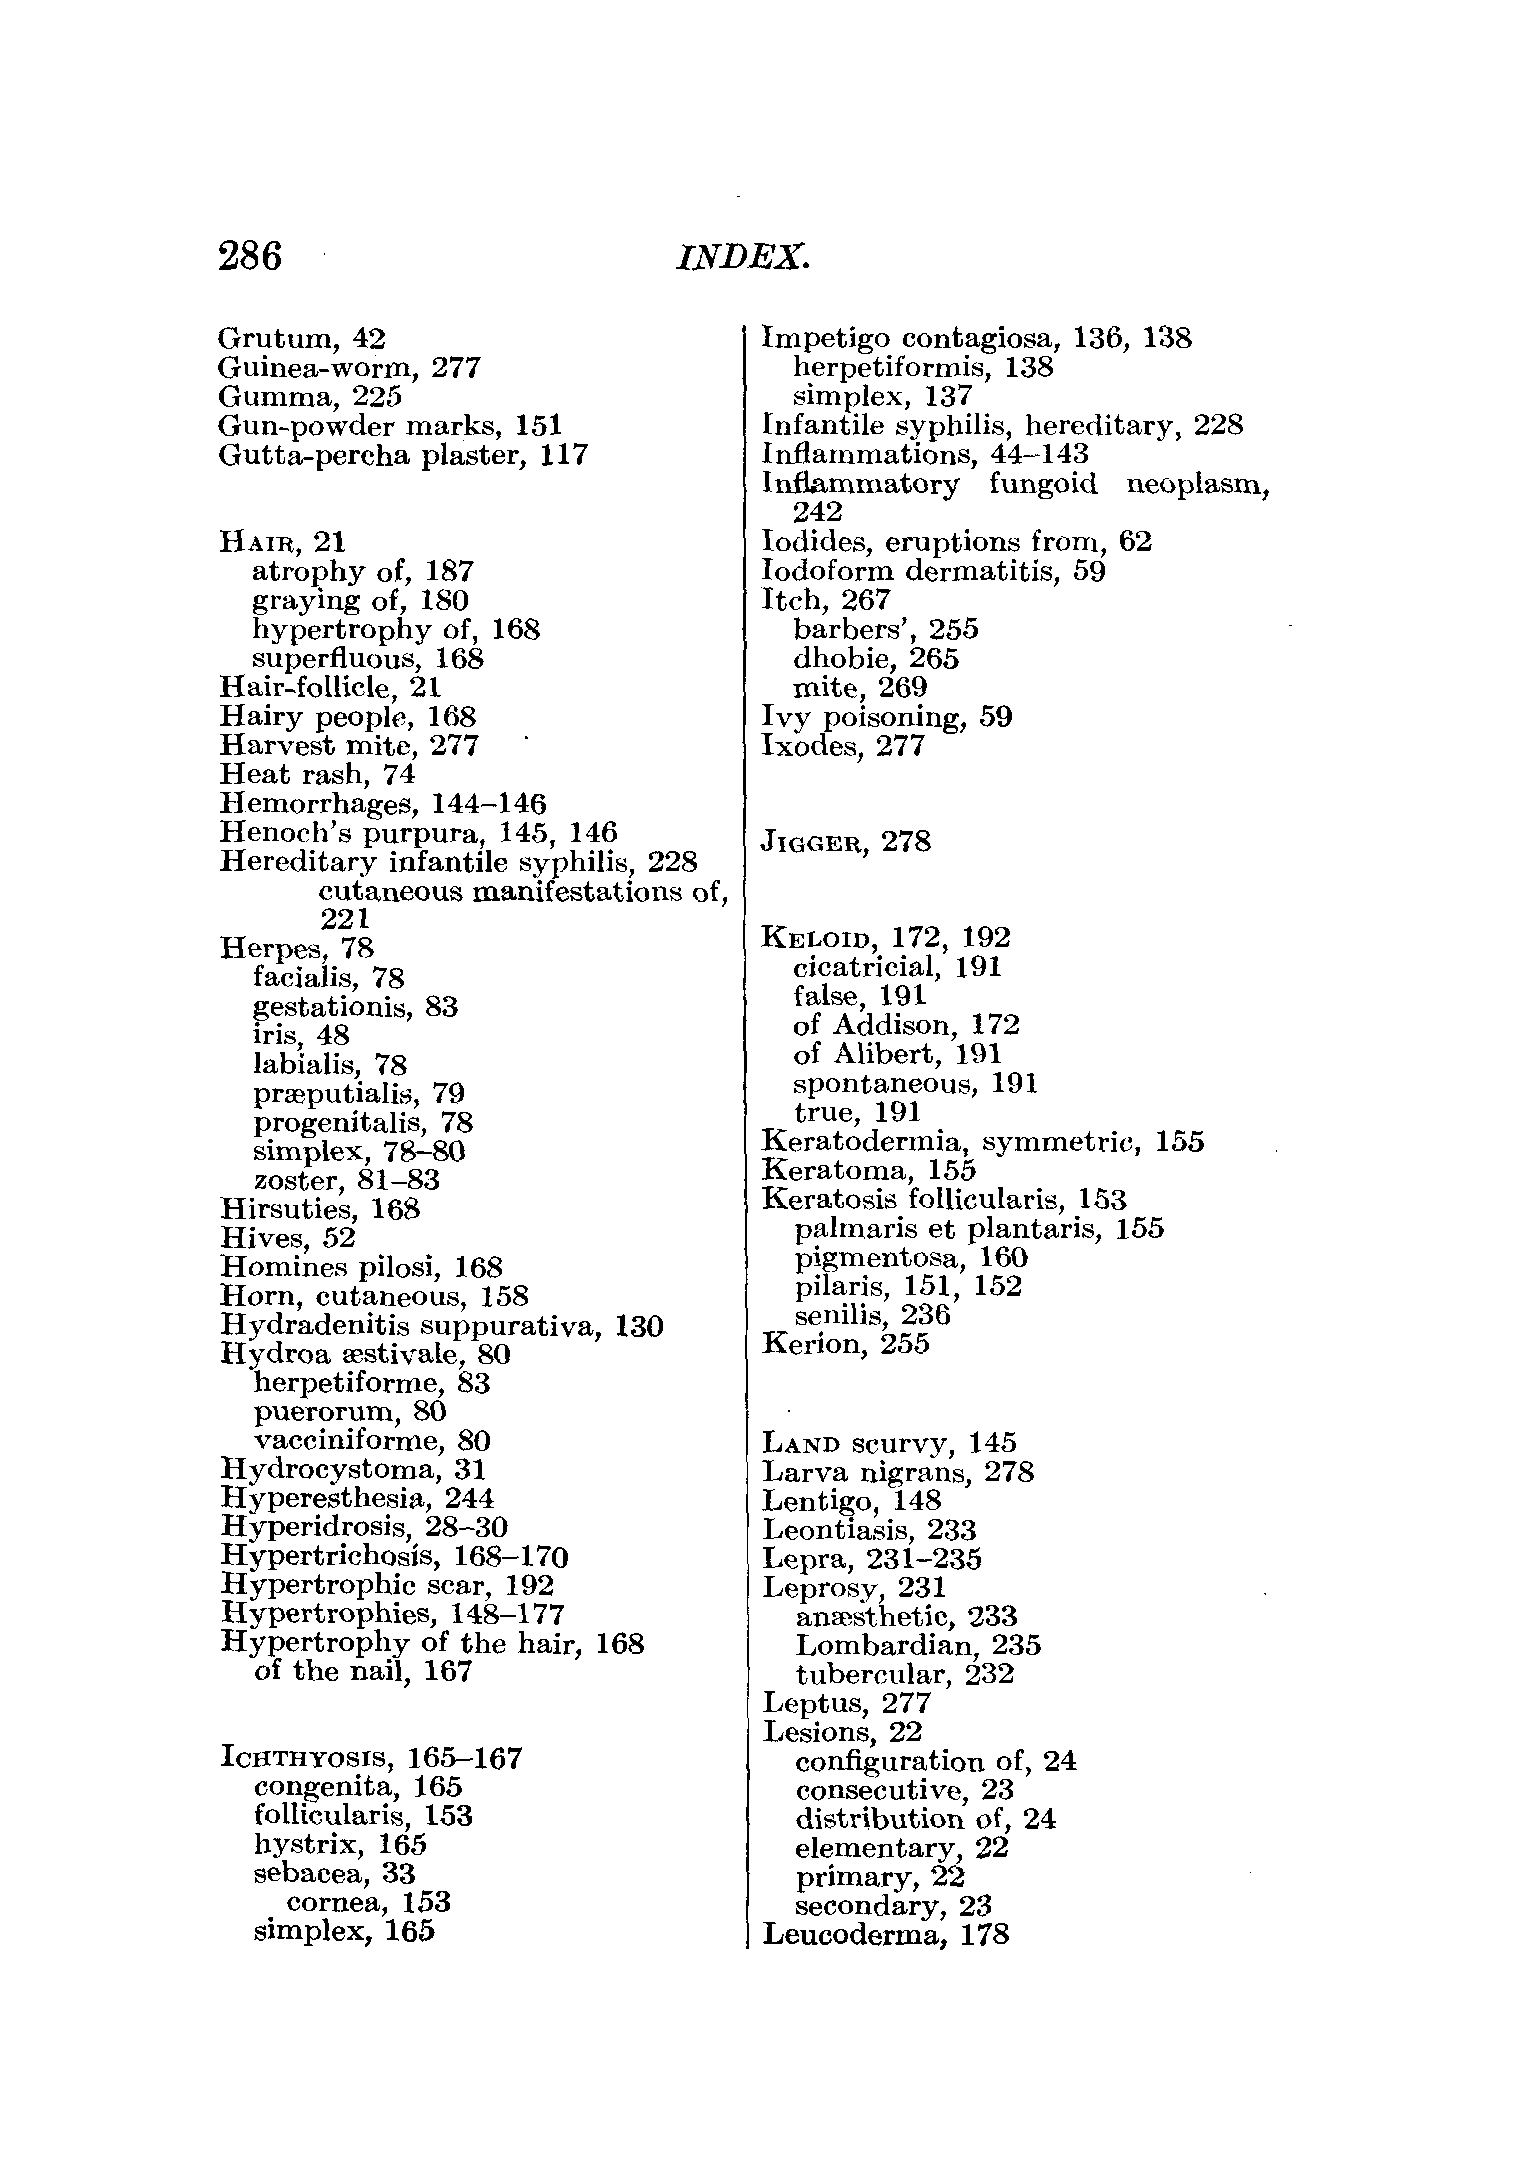 286
INDEX.
Grutum, 42
Guinea-worm, 277
Gumma, 225
Gun-powder marks, 151
Gutta-percha plaster, 117
HAIR, 21
atrophy of, 187
graying of, 180
hypertrophy of, 168
superfluous, 168
Hair-follicle, 21
Hairy people, 168
Harvest mite, 277
Heat rash, 74
Hemorrhages, 144–146
Henoch's purpura, 145, 146
Hereditary infantile syphilis, 228
cutaneous manifestations of,
221
Herpes, 78
facialis, 78
gestationis, 83
iris, 48
labialis, 78
præputialis, 79
progenitalis, 78
simplex, 78–80
zoster, 81–83
Hirsuties, 168
Hives, 52
Homines pilosi, 168
Horn, cutaneous, 158
Hydradenitis suppurativa, 130
Hydroa æstivale, 80
herpetiforme, 83
puerorum, 80
vacciniforme, 80
Hydrocystoma, 31
Hyperesthesia, 244
Hyperidrosis, 28–30
Hypertrichosis, 168–170
Hypertrophic scar, 192
Hypertrophies, 148–177
Hypertrophy of the hair, 168
of the nail, 167
ICHTHYOSIS, 165–167
congenita, 165
follicularis, 153
hystrix, 165
sebacea, 33
cornea, 153
simplex, 165
Impetigo contagiosa, 136, 138
herpetiformis, 138
simplex, 137
Infantile syphilis, hereditary, 228
Inflammations, 44–143
Inflammatory fungoid neoplasm,
242
Iodides, eruptions from, 62
Iodoform dermatitis, 59
Itch, 267
barbers', 255
dhobie, 265
mite, 269
Ivy poisoning, 59
Ixodes, 277
JIGGER, 278
KELOID, 172, 192
cicatricial, 191
false, 191
of Addison, 172
of Alibert, 191
spontaneous, 191
true, 191
Keratodermia, symmetric, 155
Keratoma, 155
Keratosis follicularis, 153
palmaris et plantaris, 155
pigmentosa, 160
pilaris, 151, 152
senilis, 236
Kerion, 255
LAND scurvy, 145
Larva nigrans, 278
Lentigo, 148
Leontiasis, 233
Lepra, 231–235
Leprosy, 231
anæsthetic, 233
Lombardian, 235
tubercular, 232
Leptus, 277
Lesions, 22
configuration of, 24
consecutive, 23
distribution of, 24
elementary, 22
primary, 22
secondary, 23
Leucoderma, 178